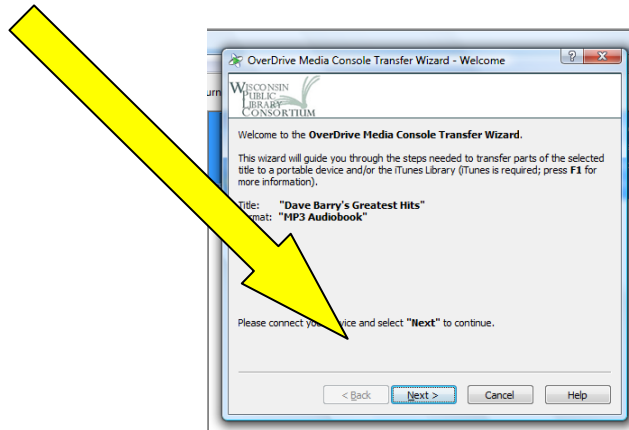 OverDrive Media Console Transfer Wizard - Welcome
?
X
urn
WISCONSIN
PUBLIC
LIBRARY
CONSORTIUM
Welcome to the OverDrive Media Console Transfer Wizard.
This wizard will guide you through the steps needed to transfer parts of the selected
title to a portable device and/or the iTunes Library (iTunes is required; press F1 for
more information).
Title: "Dave Barry's Greatest Hits"
"MP3 Audiobook"
Please connect and select "Next" to continue.
< Back
Next >
Cancel
Help